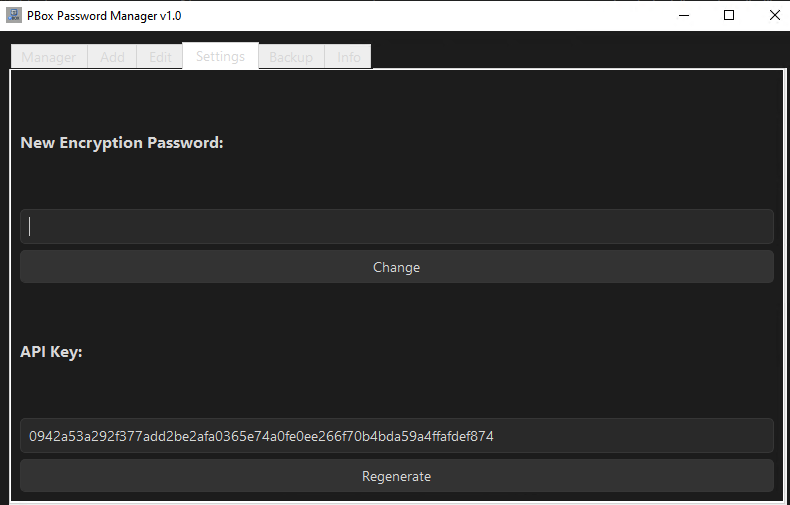 PBox Password Manager v1.0
Manager Add Edit Settings Backup Info
New Encryption Password:
Change
API Key:
0942a53a292f377add2be2afa0365e74a0fe0ee266f70b4bda59a4ffafdef874
Regenerate